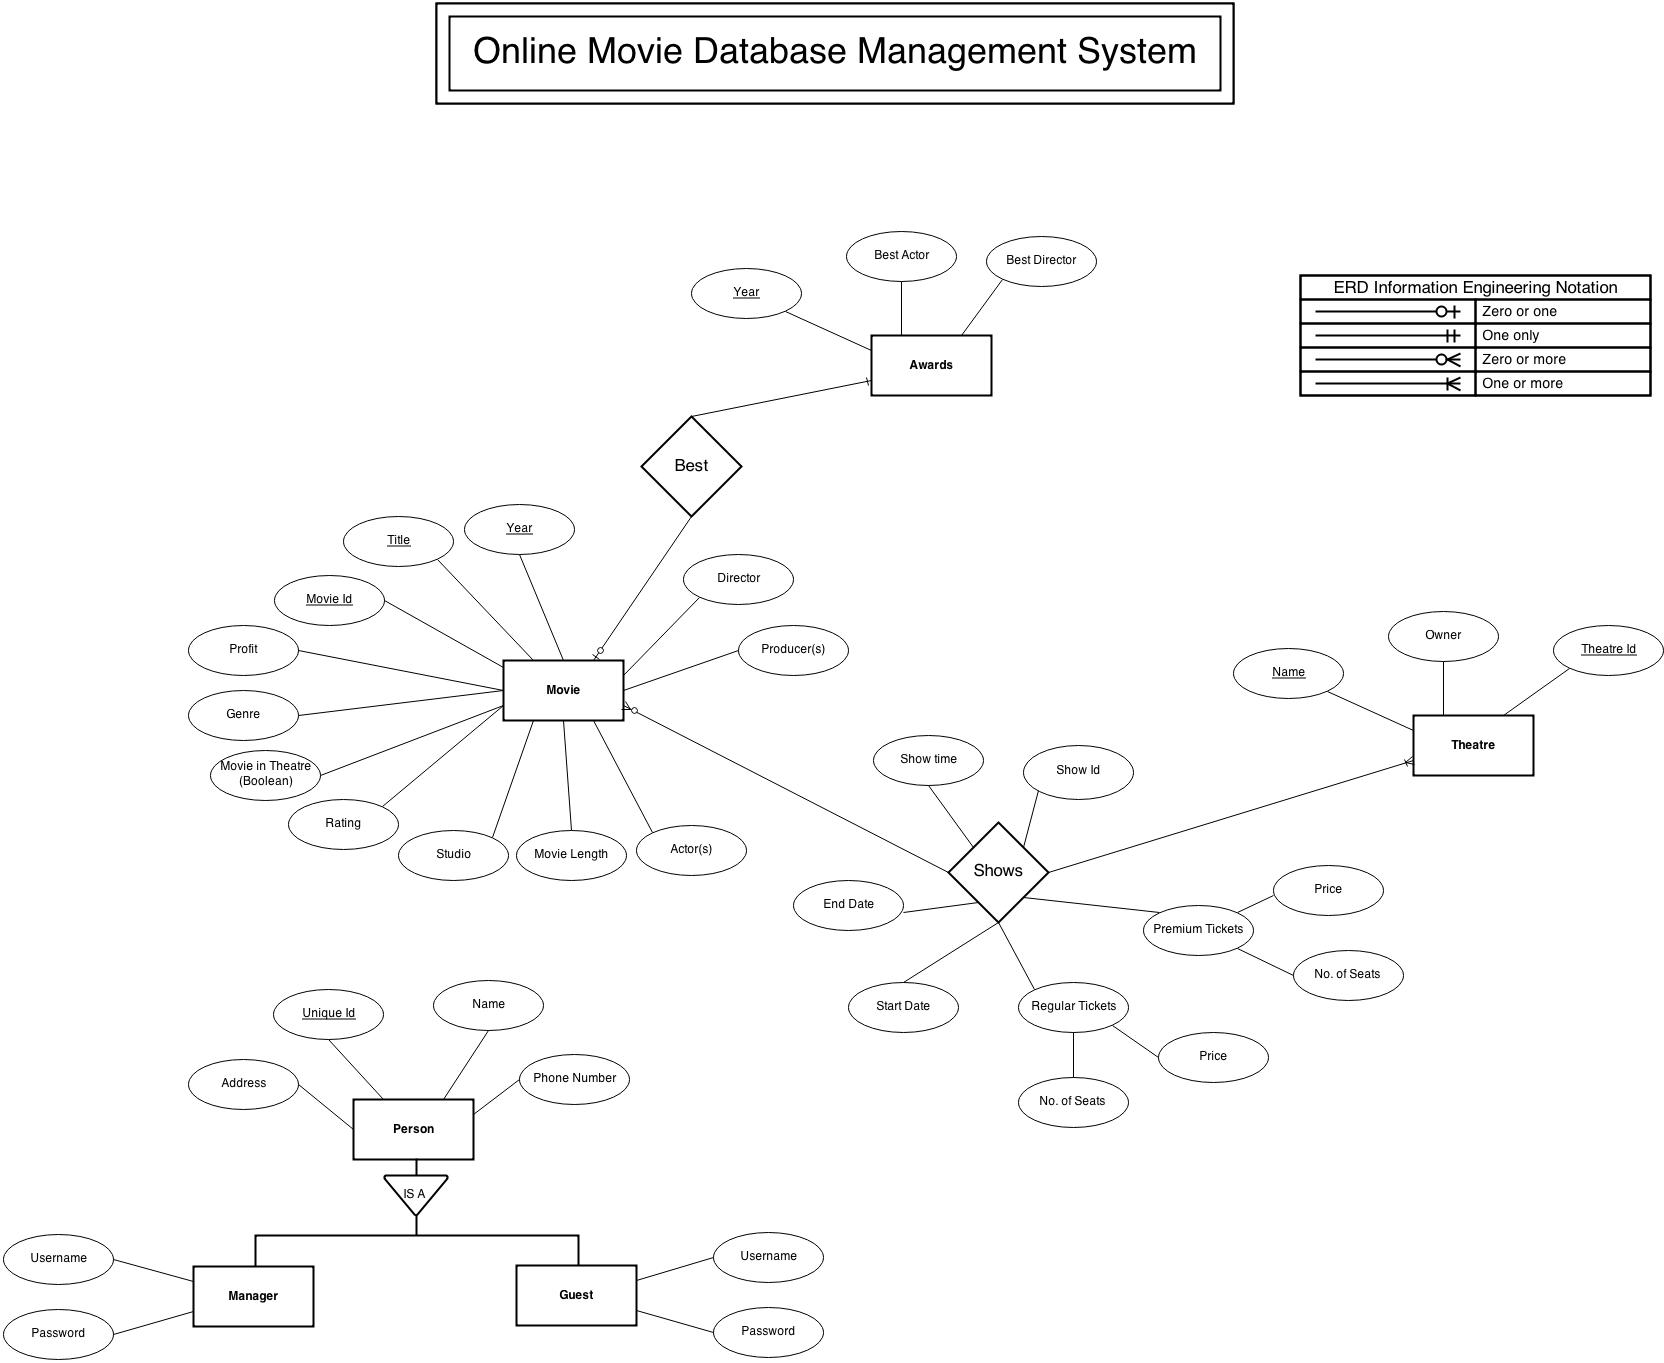 Online Movie Database Management System
Best Actor
Best Director
Year
ERD Information Engineering Notation
Zero or one
One only
Zero or more
One or more
Awards
Best
Year
Title
Director
Movie Id
Profit
Producer(s)
Owner
Theatre Id
Name
Movie
Genre
Theatre
Movie in Theatre
(Boolean)
Show time
Show Id
Rating
Studio
Movie Length
Actor(s)
Shows
Price
End Date
Premium Tickets
No. of Seats
Start Date
Regular Tickets
Price
No. of Seats
Unique Id
Name
Address
Phone Number
Person
IS A
Username
Username
Manager
Guest
Password
Password